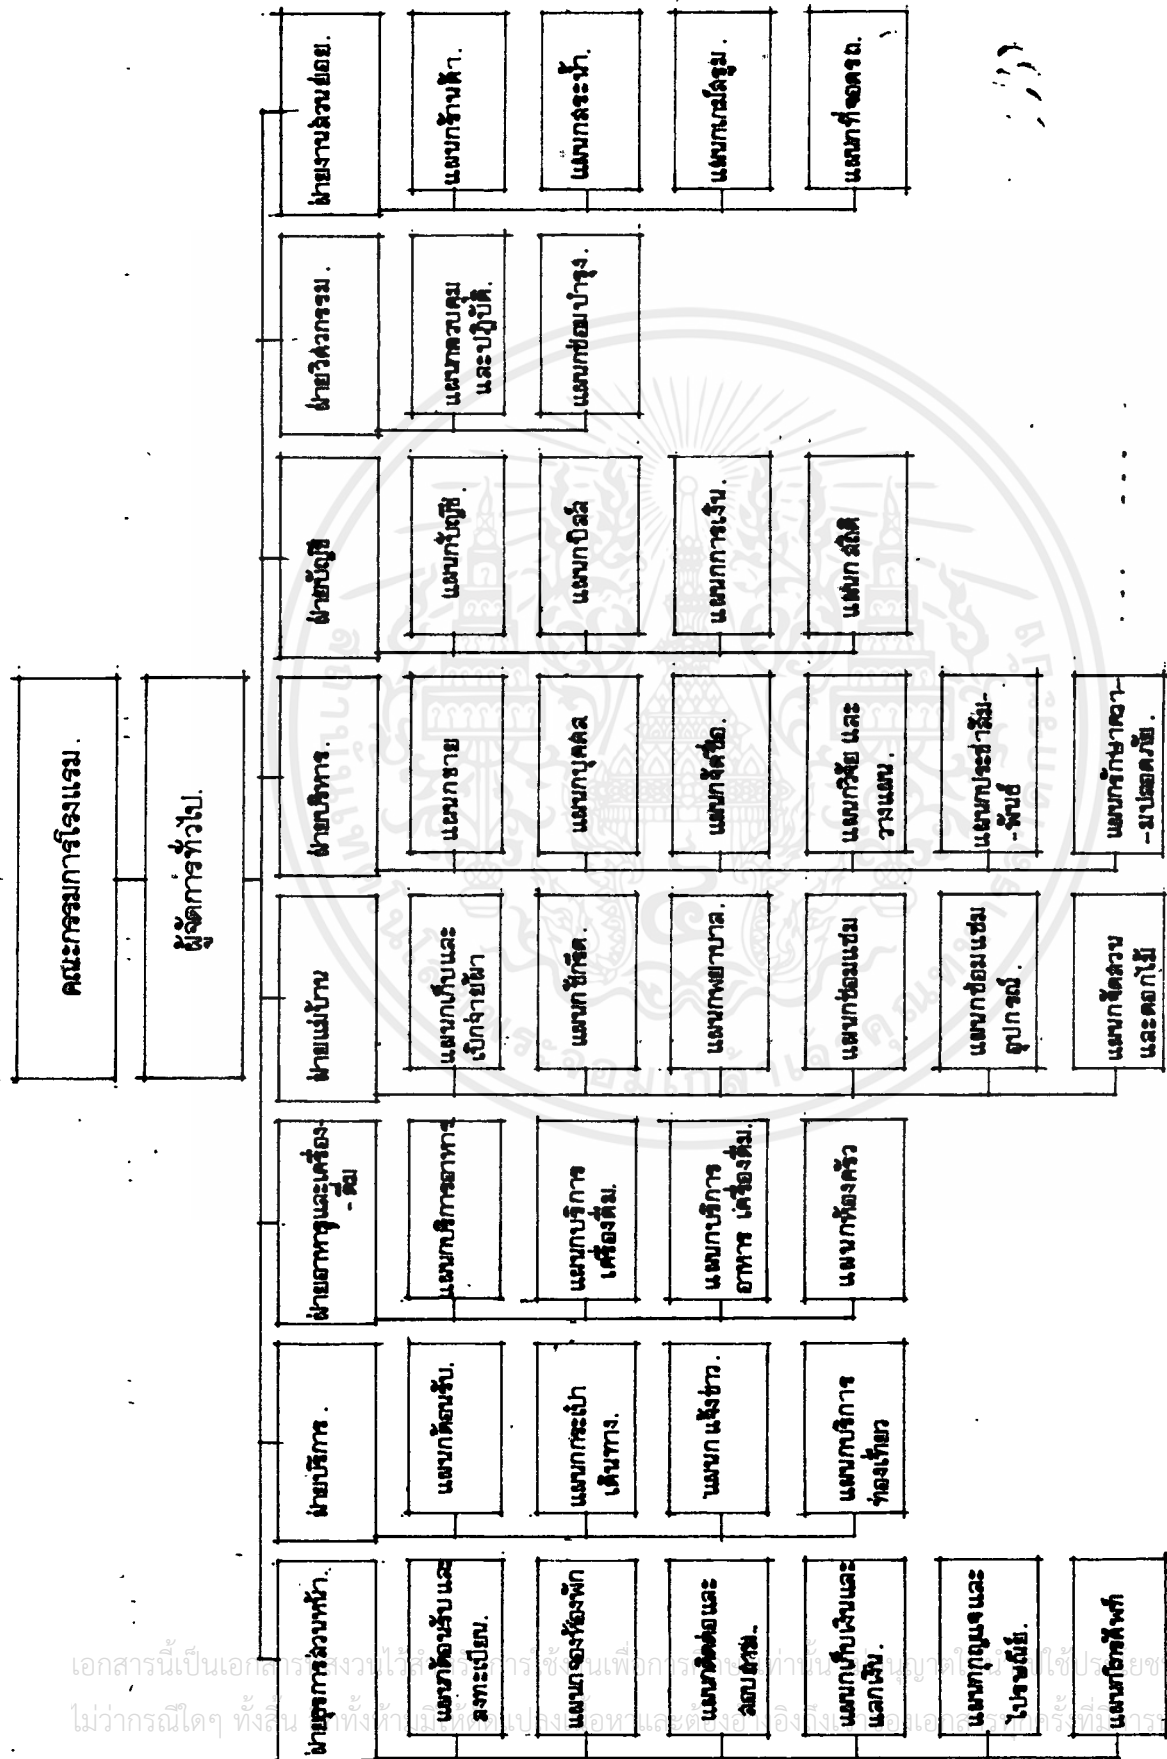 คณะกรรมการโรงแรม.
ผู้จัดการทั่วไป.
ฝ่ายธุรการส่วนหน้า.
แผนกต้อนรับและ
ลงทะเบียน.
แผนกจองห้องพัก
แผนกติดต่อและ
สอบถาม.
แผนกเก็บเงินและ
แลกเงิน.
แผนกกุญแจและ
ไปรษณีย์.
แผนกโทรศัพท์
ฝ่ายบริการ.
แผนกต้อนรับ.
แผนกกระเป๋า
เดินทาง.
แผนกแจ้งข่าว.
แผนกบริการ
ท่องเที่ยว
ฝ่ายอาหารและเครื่อง-
-ดื่ม
แผนกบริการอาหาร
แผนกบริการ
เครื่องดื่ม.
แผนกบริการ
อาหาร เครื่องดื่ม.
แผนกห้องครัว
ฝ่ายแม่บ้าน
แผนกเก็บและ
เบิกจ่ายผ้า
แผนกซักรีด.
แผนกพยาบาล.
แผนกซ่อมแซม
แผนกซ่อมแซม
อุปกรณ์.
แผนกจัดสวน
และดอกไม้
ฝ่ายบริหาร.
แผนกขาย
แผนกบุคคล
แผนกจัดซื้อ.
แผนกวิจัย และ
วางแผน.
แผนกประชาสัม-
-พันธ์
แผนกรักษาควา-
-มปลอดภัย.
ฝ่ายบัญชี
แผนกบัญชี.
แผนกบิลล์
แผนกการเงิน.
แผนก สถิติ
ฝ่ายวิศวกรรม.
แผนกควบคุม
และปฏิบัติ.
แผนกซ่อมบำรุง.
ฝ่ายงานส่วนย่อย.
แผนกร้านค้า.
แผนกสระน้ำ.
แผนกเกมส์รูม.
แผนกที่จอดรถ.